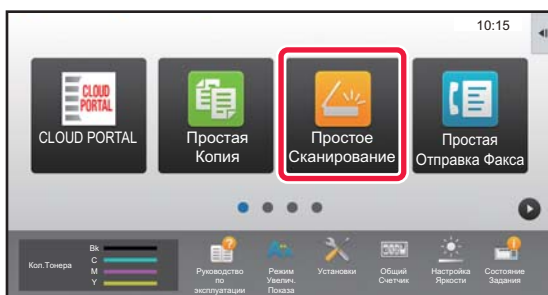 10:15
CLOUD
PORTAL
CLOUD PORTAL
Простая
Копия
Простое
Сканирование
Простая
Отправка Факса
Кол.Тонера
Bk
C
M
Y
Руководство
по
эксплуатации
Режим
Увелич.
Показа
Установки
Общий
Счетчик
Настройка
Яркости
Состояние
Задания